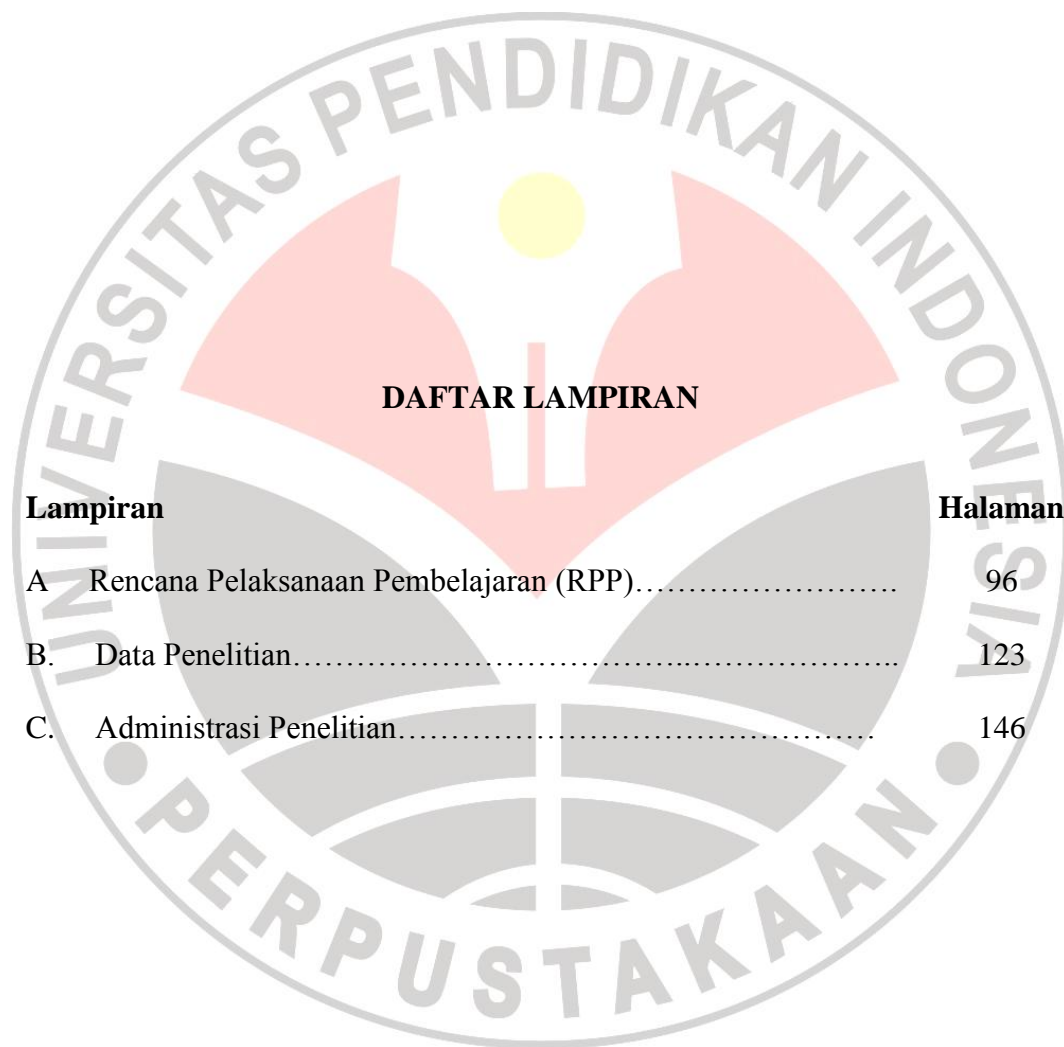 UNIVERSITAS PENDIDIKAN INDONESIA
DAFTAR LAMPIRAN
Lampiran Halaman
A Rencana Pelaksanaan Pembelajaran (RPP)……………………. 96
B. Data Penelitian………………………………..……………….. 123
C. Administrasi Penelitian……………………………………… 146
PERPUSTAKAAN